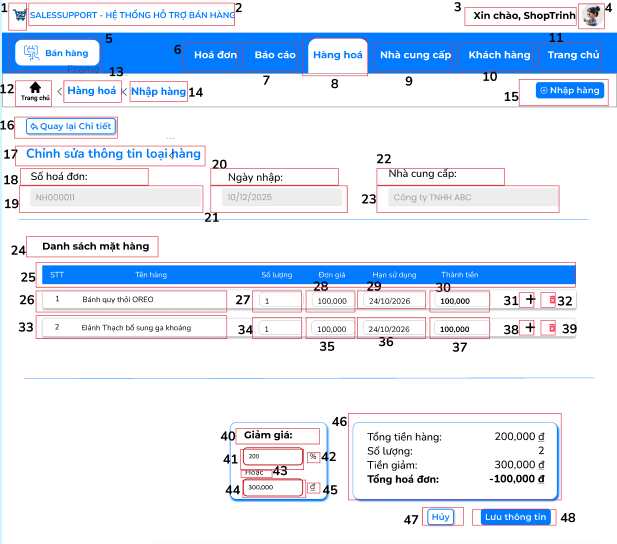 1 SALESSUPPORT - HỆ THỐNG HỖ TRỢ BÁN HÀNG 2 3 Xin chào, ShopTrinh 4
5 Bán hàng 6 Hoá đơn Báo cáo Hàng hoá Nhà cung cấp Khách hàng 11 Trang chủ
Frame 7 8 9 10
12 Trang chủ < Hàng hoá 13 < Nhập hàng 14 15 Nhập hàng
16 Quay lại Chi tiết
...
17 Chỉnh sửa thông tin loại hàng
18 Số hoá đơn: 20 Ngày nhập: 22 Nhà cung cấp:
19 NH000011 21 10/12/2025 23 Công ty TNHH ABC
24 Danh sách mặt hàng
25 STT Tên hàng Số lượng Đơn giá Hạn sử dụng Thành tiền
28 29 30
26 1 Bánh quy thỏi OREO 27 1 100,000 24/10/2026 100,000 31 + 32
33 2 Đảnh Thạch bổ sung ga khoáng 34 1 100,000 24/10/2026 100,000 38 + 39
35 36 37
40 Giảm giá:
41 200 % 42
Hoặc 43
44 300,000 đ 45
46 Tổng tiền hàng: 200,000 đ
Số lượng: 2
Tiền giảm: 300,000 đ
Tổng hoá đơn: -100,000 đ
47 Hủy Lưu thông tin 48